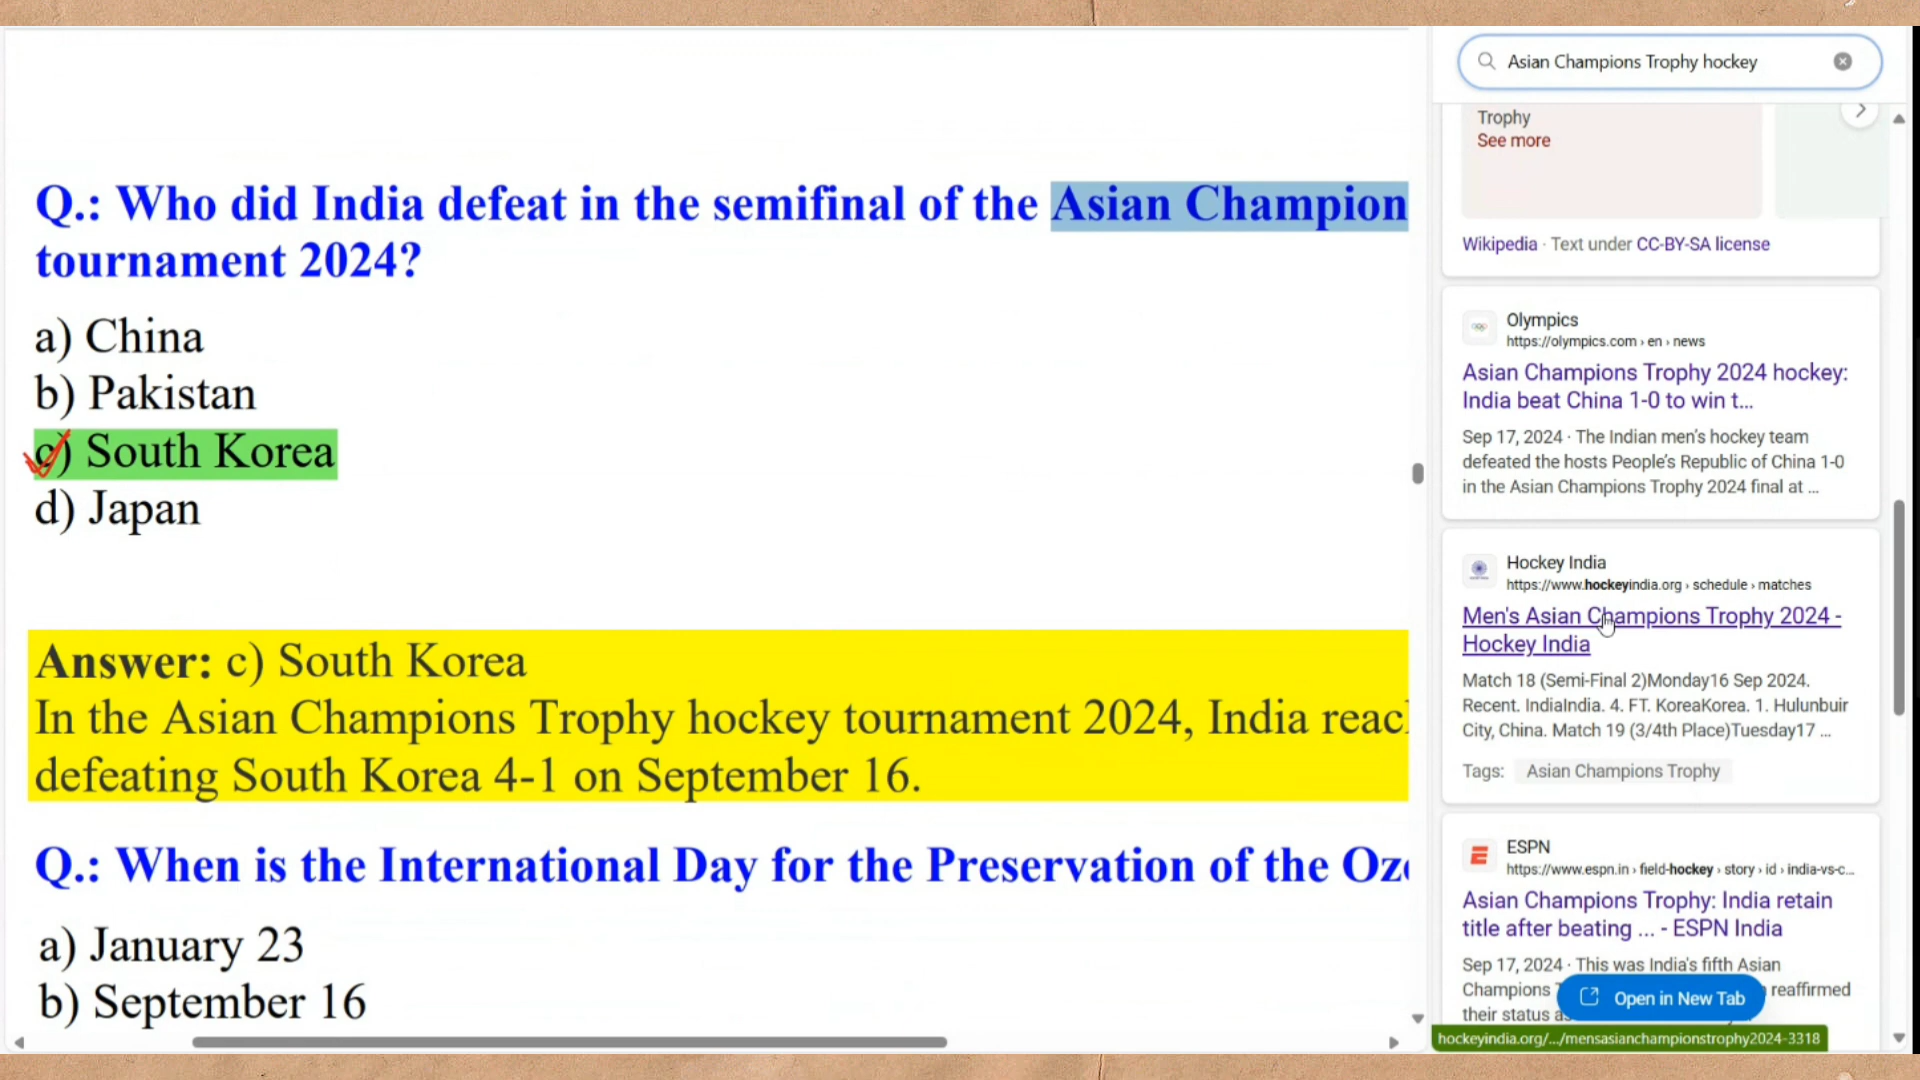 Q.: Who did India defeat in the semifinal of the Asian Champion
tournament 2024?
a) China
b) Pakistan
c) South Korea
d) Japan
Answer: c) South Korea
In the Asian Champions Trophy hockey tournament 2024, India reac
defeating South Korea 4-1 on September 16.
Q.: When is the International Day for the Preservation of the Oz
a) January 23
b) September 16
Asian Champions Trophy hockey
Trophy
See more
Wikipedia · Text under CC-BY-SA license
Olympics
https://olympics.com › en › news
Asian Champions Trophy 2024 hockey:
India beat China 1-0 to win t...
Sep 17, 2024 · The Indian men's hockey team
defeated the hosts People's Republic of China 1-0
in the Asian Champions Trophy 2024 final at ...
Hockey India
https://www.hockeyindia.org › schedule › matches
Men's Asian Champions Trophy 2024 -
Hockey India
Match 18 (Semi-Final 2)Monday16 Sep 2024.
Recent. IndiaIndia. 4. FT. KoreaKorea. 1. Hulunbuir
City, China. Match 19 (3/4th Place)Tuesday17 ...
Tags: Asian Champions Trophy
ESPN
https://www.espn.in › field-hockey › story › id › india-vs-c...
Asian Champions Trophy: India retain
title after beating ... - ESPN India
Sep 17, 2024 · This was India's fifth Asian
Champions reaffirmed
their status
Open in New Tab
hockeyindia.org/.../mensasianchampionstrophy2024-3318